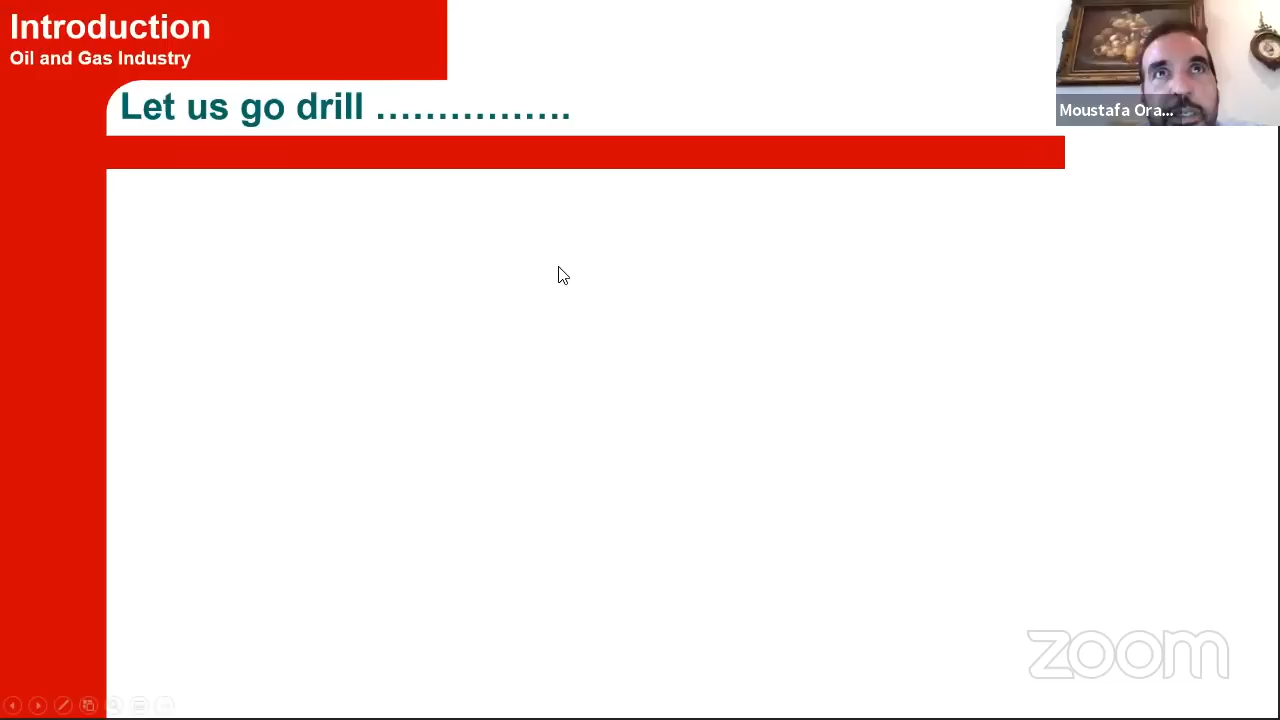 Introduction
Oil and Gas Industry
Let us go drill …………….
Moustafa Ora...
zoom